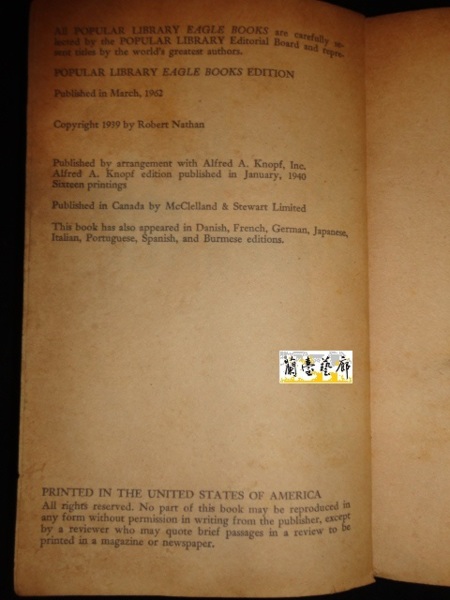 All POPULAR LIBRARY EAGLE BOOKS are carefully se-
lected by the POPULAR LIBRARY Editorial Board and repre-
sent titles by the world's greatest authors.
POPULAR LIBRARY EAGLE BOOKS EDITION
Published in March, 1962
Copyright 1939 by Robert Nathan
Published by arrangement with Alfred A. Knopf, Inc.
Alfred A. Knopf edition published in January, 1940
Sixteen printings
Published in Canada by McClelland & Stewart Limited
This book has also appeared in Danish, French, German, Japanese,
Italian, Portuguese, Spanish, and Burmese editions.
蘭臺藝廊
PRINTED IN THE UNITED STATES OF AMERICA
All rights reserved. No part of this book may be reproduced in
any form without permission in writing from the publisher, except
by a reviewer who may quote brief passages in a review to be
printed in a magazine or newspaper.